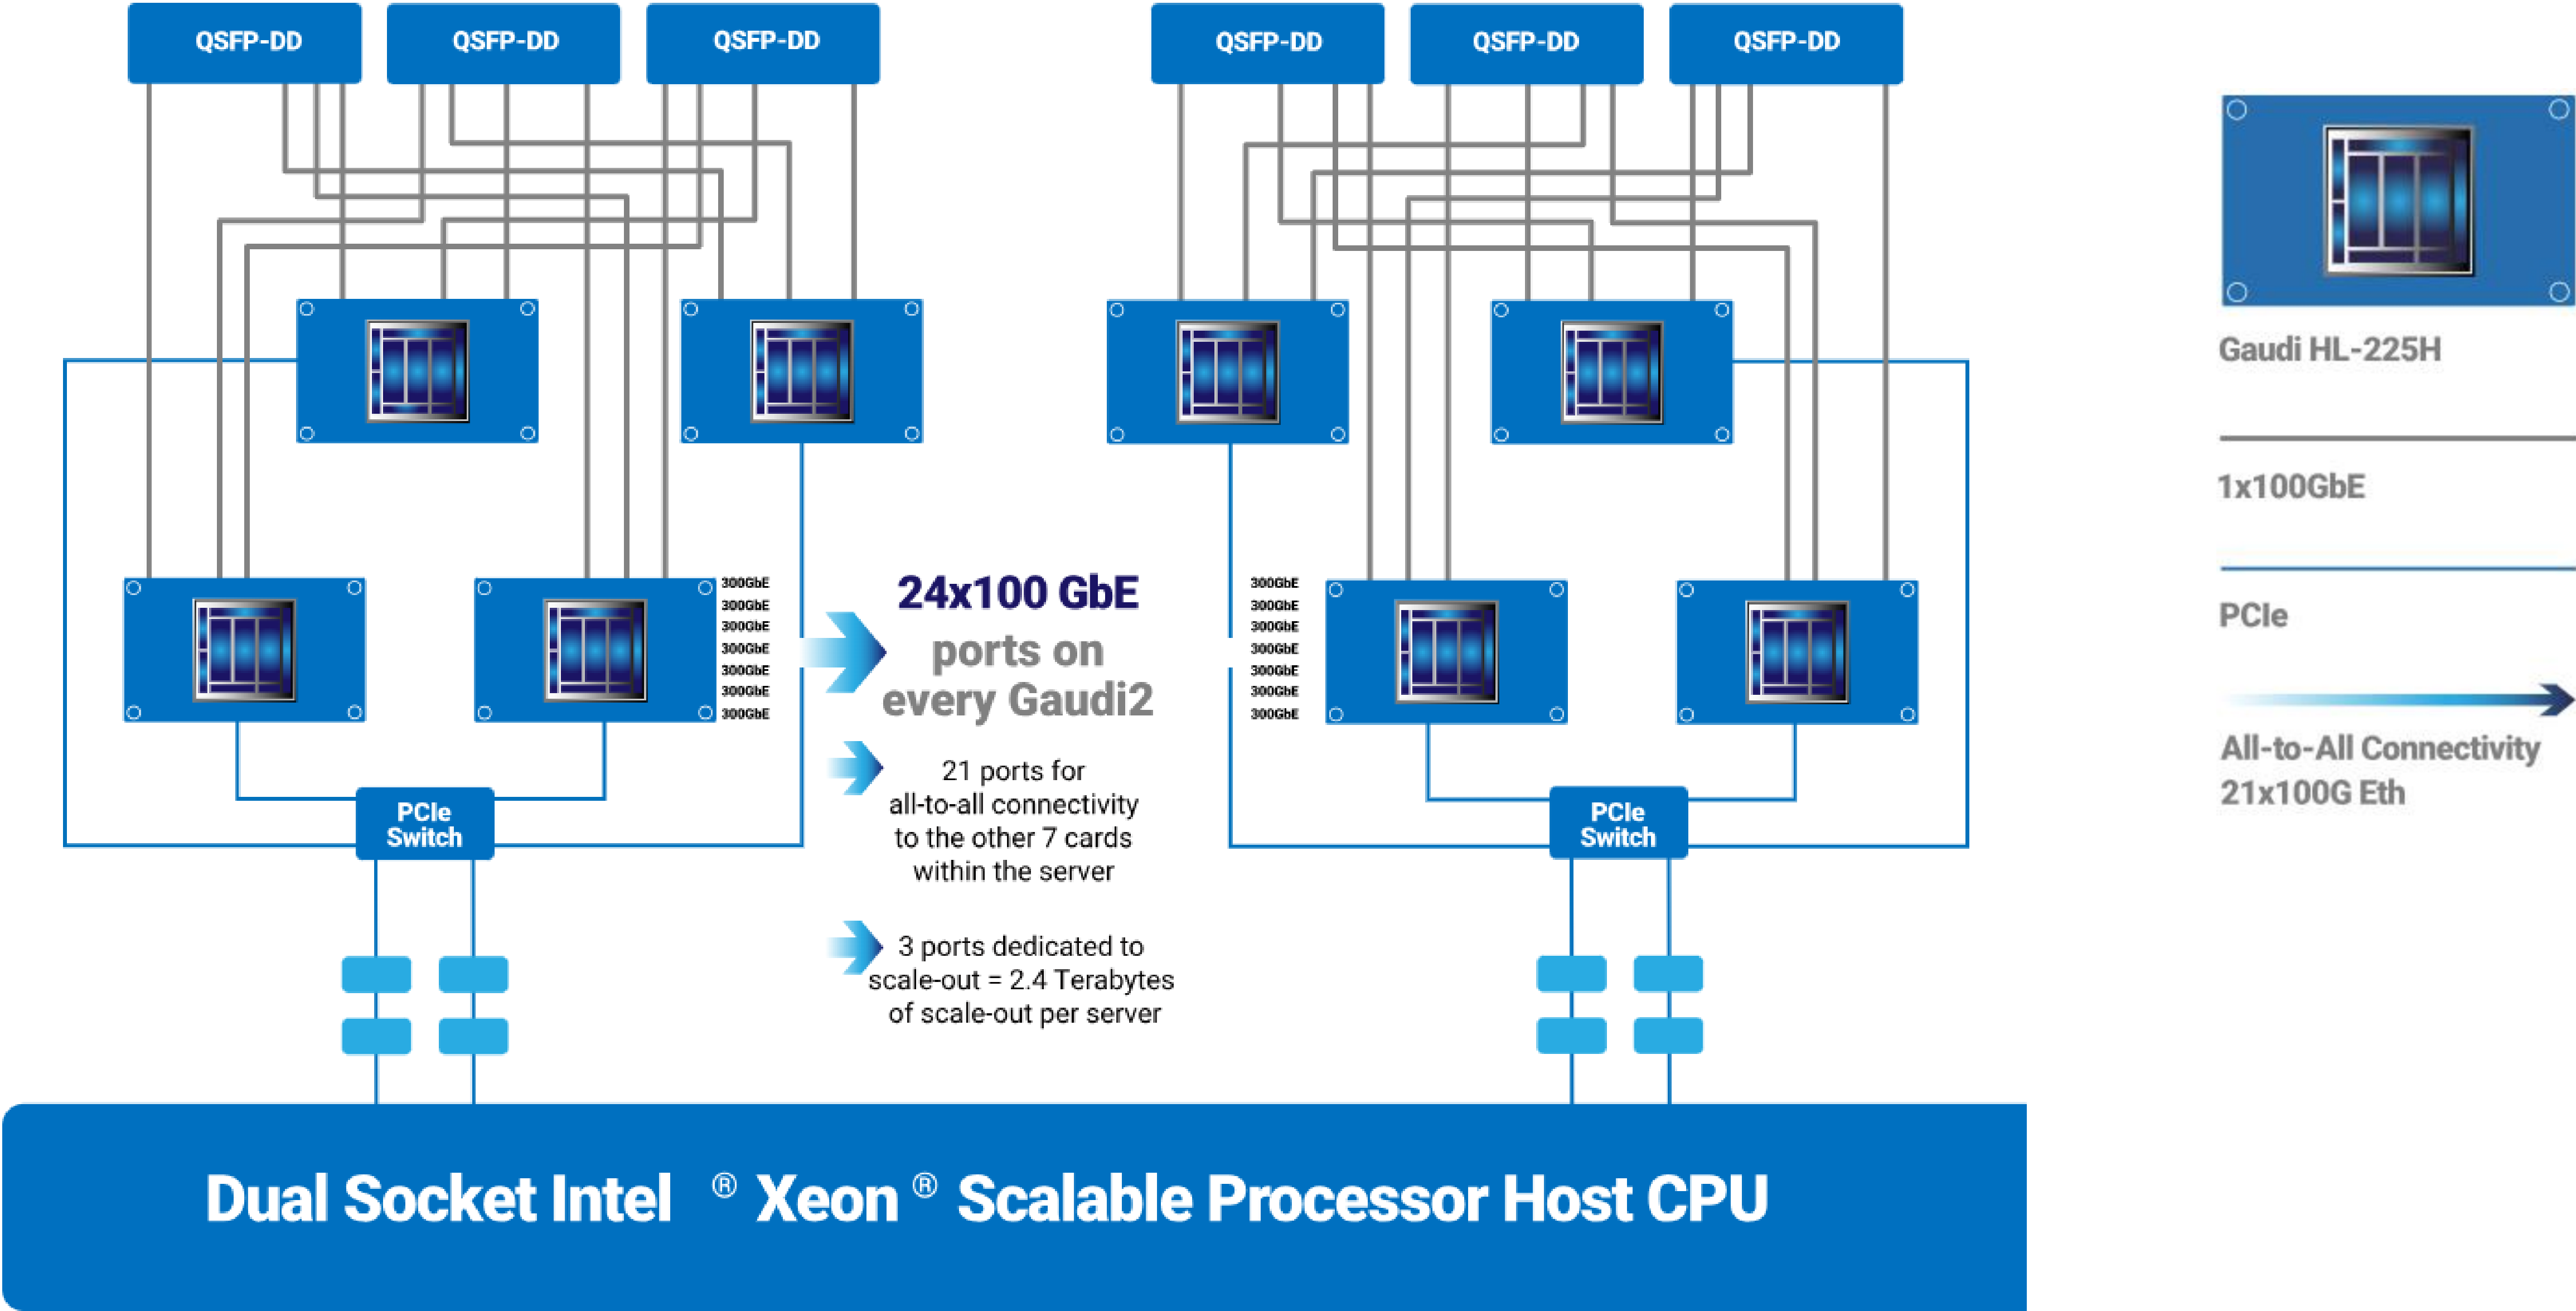 QSFP-DD
QSFP-DD
QSFP-DD
QSFP-DD
QSFP-DD
QSFP-DD
300GbE
300GbE
300GbE
300GbE
300GbE
300GbE
300GbE
24x100 GbE
ports on
every Gaudi2
21 ports for
all-to-all connectivity
to the other 7 cards
within the server
3 ports dedicated to
scale-out = 2.4 Terabytes
of scale-out per server
300GbE
300GbE
300GbE
300GbE
300GbE
300GbE
300GbE
PCIe
Switch
PCIe
Switch
Dual Socket Intel ® Xeon ® Scalable Processor Host CPU
Gaudi HL-225H
1x100GbE
PCIe
All-to-All Connectivity
21x100G Eth